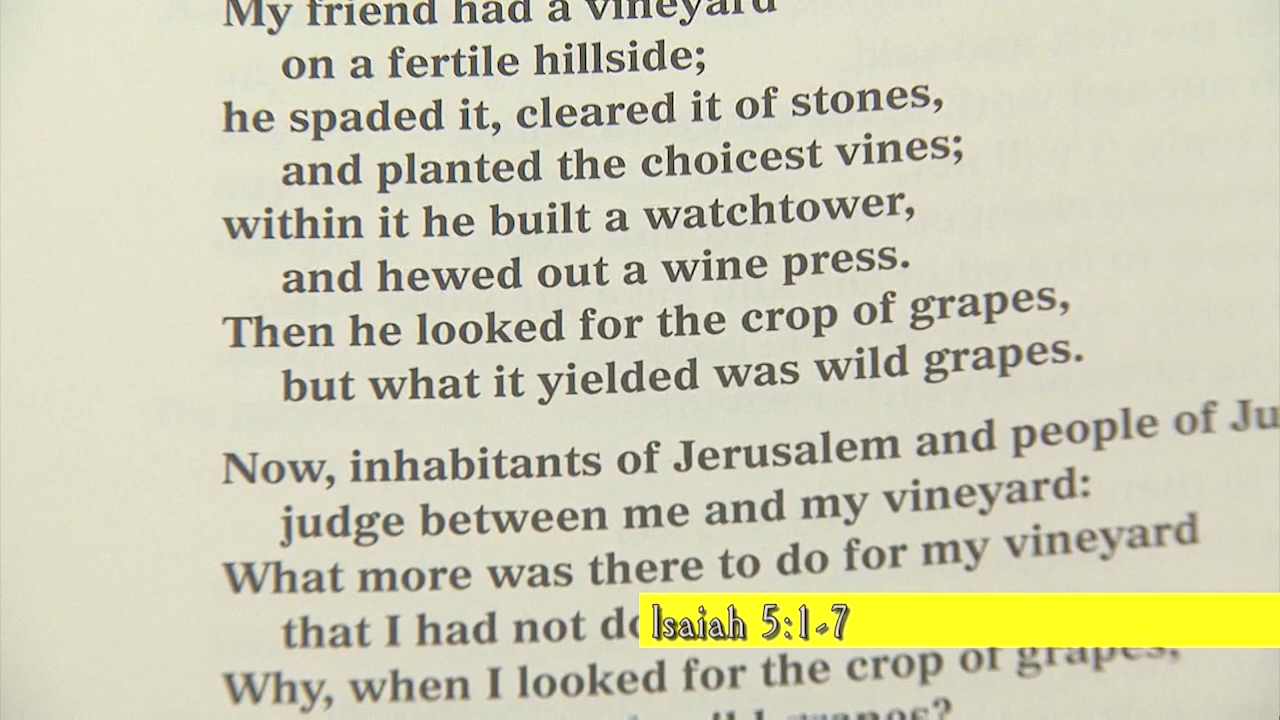 My friend had a vineyard
on a fertile hillside;
he spaded it, cleared it of stones,
and planted the choicest vines;
within it he built a watchtower,
and hewed out a wine press.
Then he looked for the crop of grapes,
but what it yielded was wild grapes.
Now, inhabitants of Jerusalem and people of Ju
judge between me and my vineyard:
What more was there to do for my vineyard
that I had not do
Isaiah 5:1-7
Why, when I looked for the crop of grapes,
grapes?